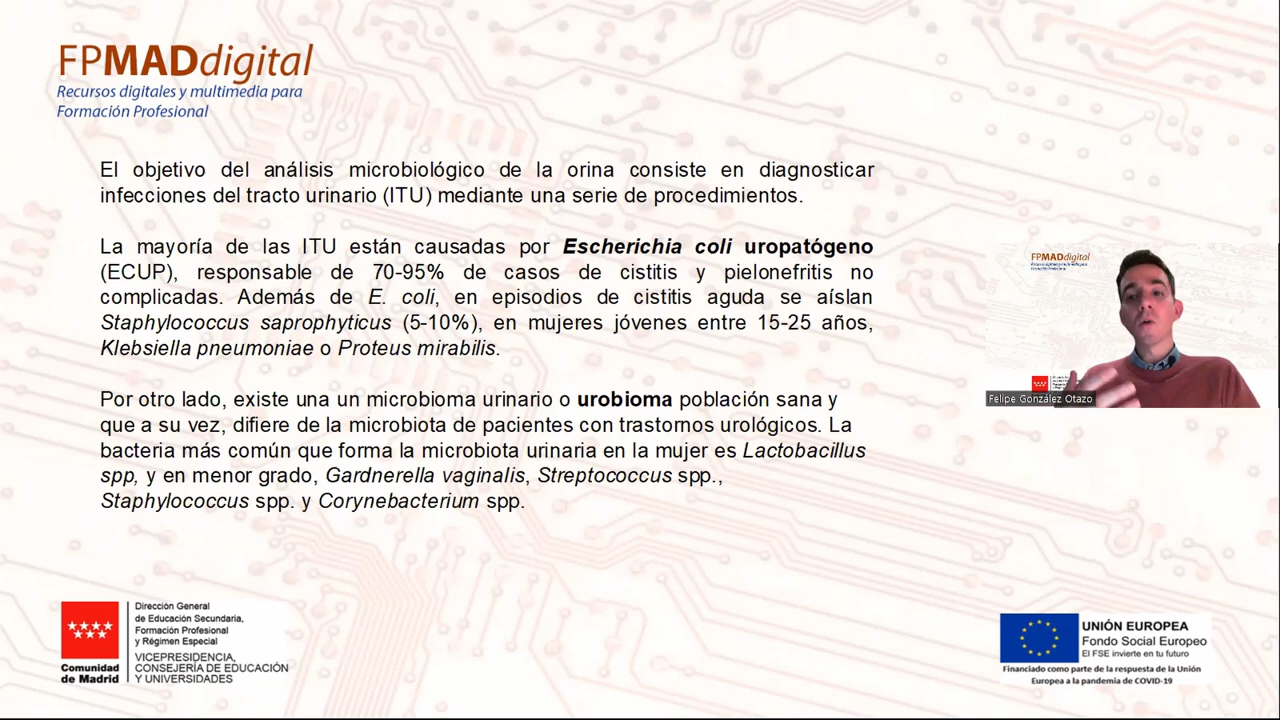 FPMADdigital
Recursos digitales y multimedia para
Formación Profesional
El objetivo del análisis microbiológico de la orina consiste en diagnosticar
infecciones del tracto urinario (ITU) mediante una serie de procedimientos.
La mayoría de las ITU están causadas por Escherichia coli uropatógeno
(ECUP), responsable de 70-95% de casos de cistitis y pielonefritis no
complicadas. Además de E. coli, en episodios de cistitis aguda se aíslan
Staphylococcus saprophyticus (5-10%), en mujeres jóvenes entre 15-25 años,
Klebsiella pneumoniae o Proteus mirabilis.
Por otro lado, existe una un microbioma urinario o urobioma población sana y
que a su vez, difiere de la microbiota de pacientes con trastornos urológicos. La
bacteria más común que forma la microbiota urinaria en la mujer es Lactobacillus
spp, y en menor grado, Gardnerella vaginalis, Streptococcus spp.,
Staphylococcus spp. y Corynebacterium spp.
FPMADdigital
Felipe González Otazo
Comunidad
de Madrid
Dirección General
de Educación Secundaria,
Formación Profesional
y Régimen Especial
VICEPRESIDENCIA,
CONSEJERÍA DE EDUCACIÓN
Y UNIVERSIDADES
UNIÓN EUROPEA
Fondo Social Europeo
El FSE invierte en tu futuro
Financiado como parte de la respuesta de la Unión
Europea a la pandemia de COVID-19